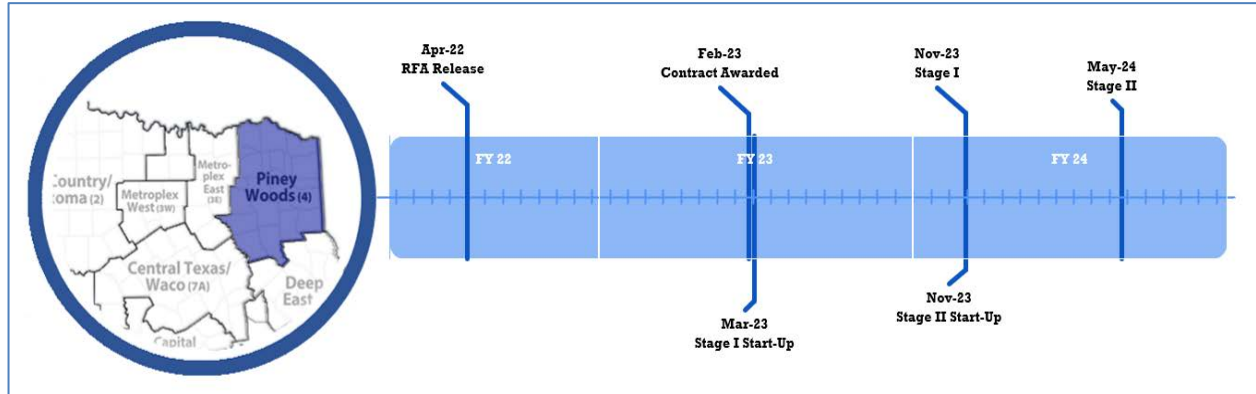 Apr-22
RFA Release
Feb-23
Contract Awarded
Nov-23
Stage I
May-24
Stage II
FY 22
FY 23
FY 24
Mar-23
Stage I Start-Up
Nov-23
Stage II Start-Up
Country/
oma (2)
Metroplex
West (3W)
Metro-
plex
East
(3E)
Piney
Woods (4)
Central Texas/
Waco (7A)
Deep
East
Capital